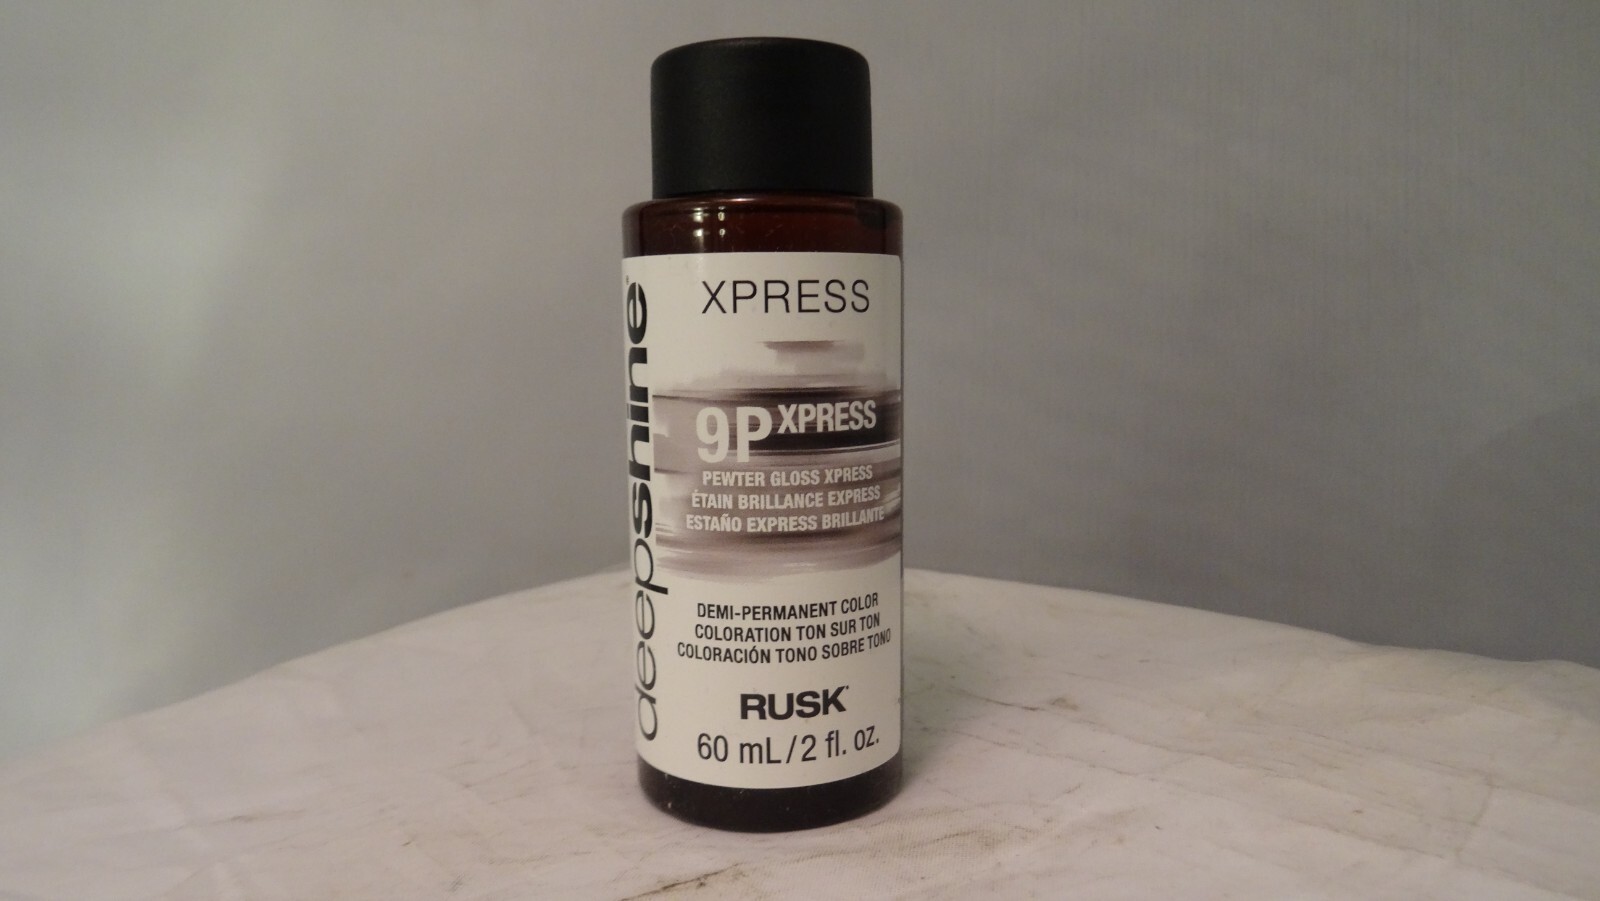 XPRESS
deepshine®
9P XPRESS
PEWTER GLOSS XPRESS
ÉTAIN BRILLANCE EXPRESS
ESTAÑO EXPRESS BRILLANTE
DEMI-PERMANENT COLOR
COLORATION TON SUR TON
COLORACIÓN TONO SOBRE TONO
RUSK®
60 mL/2 fl. oz.